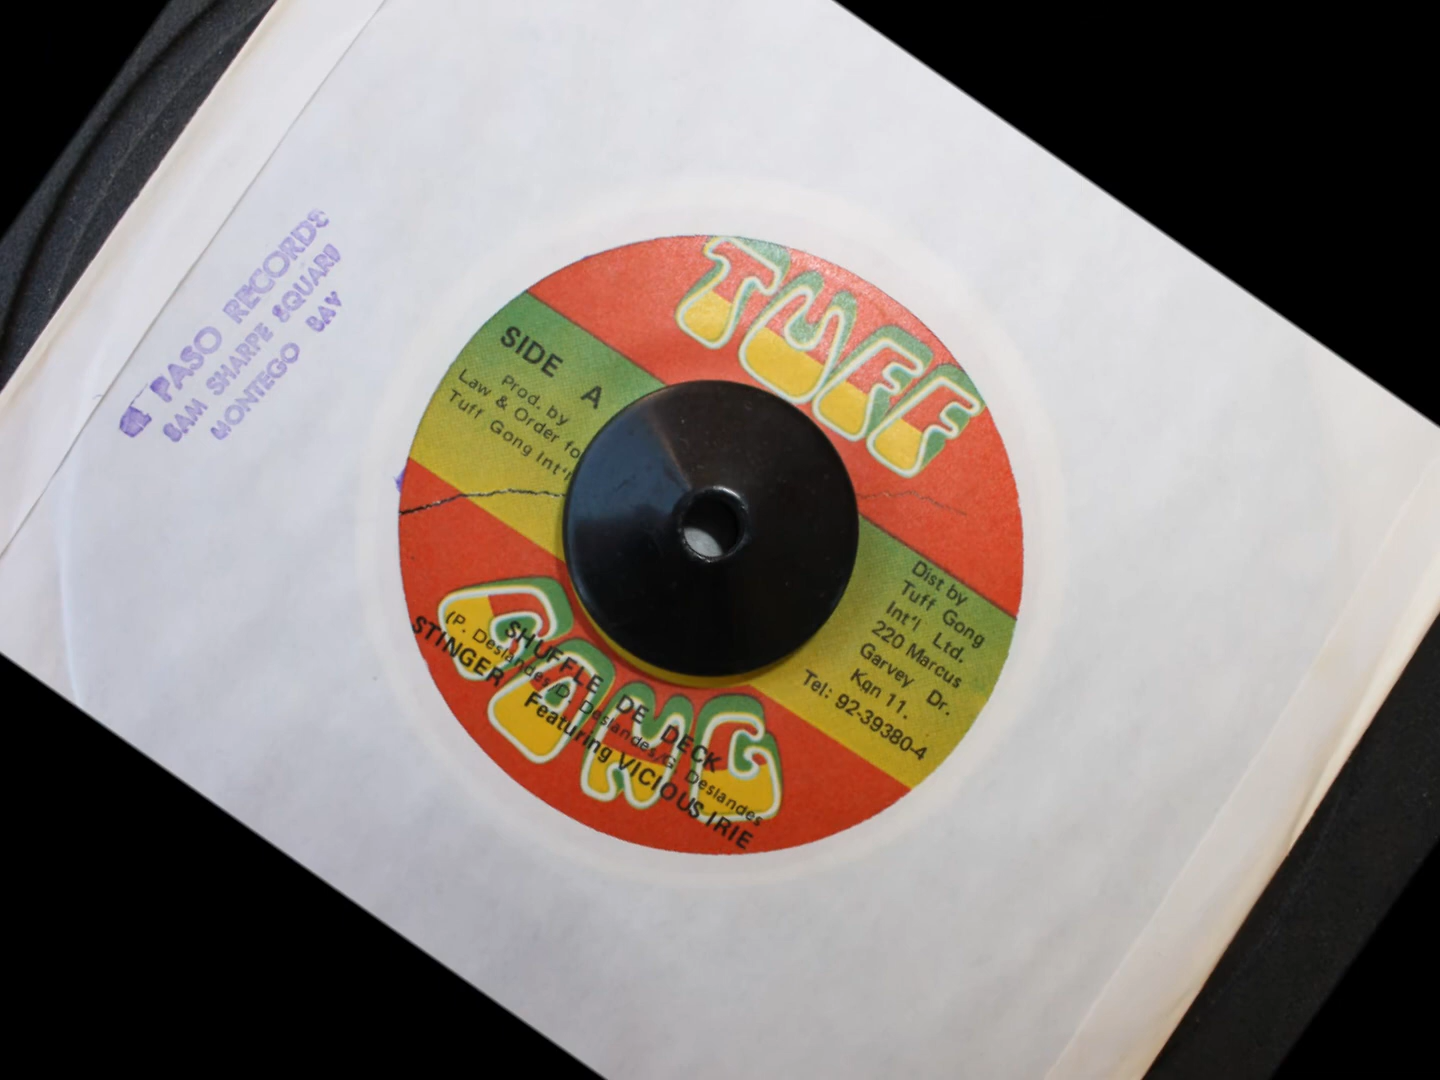 PASO RECORDS
SAM SHARPE SQUARE
MONTEGO BAY
TUFF
SIDE A
Prod. by
Law & Order fo
Tuff Gong Int'l
Dist by
Tuff Gong
Int'l Ltd.
220 Marcus
Garvey Dr.
Kgn 11.
Tel: 92-39380-4
GONG
SHUFFLE DE DECK
(P. Deslandes/D. Deslandes/G. Deslandes
STINGER Featuring VICIOUS IRIE